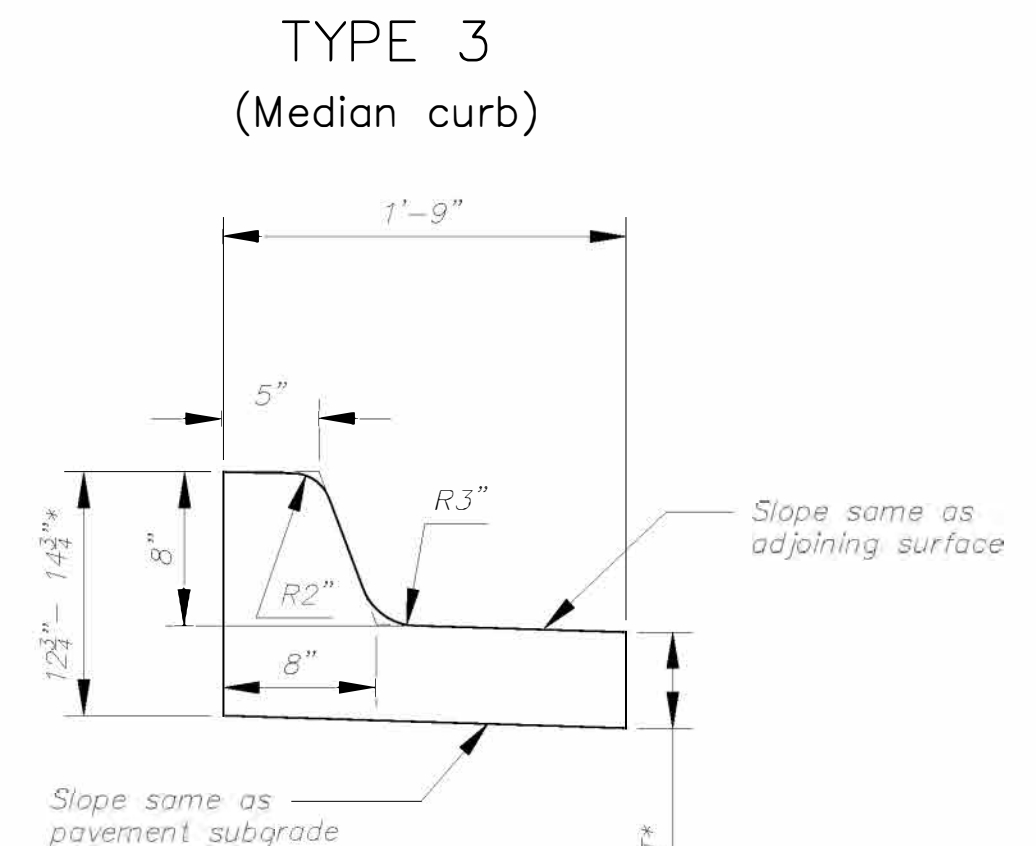 TYPE 3
(Median curb)
1'-9"
5"
R3"
Slope same as
adjoining surface
12¾"- 14¾"*
8"
R2"
8"
Slope same as
pavement subgrade